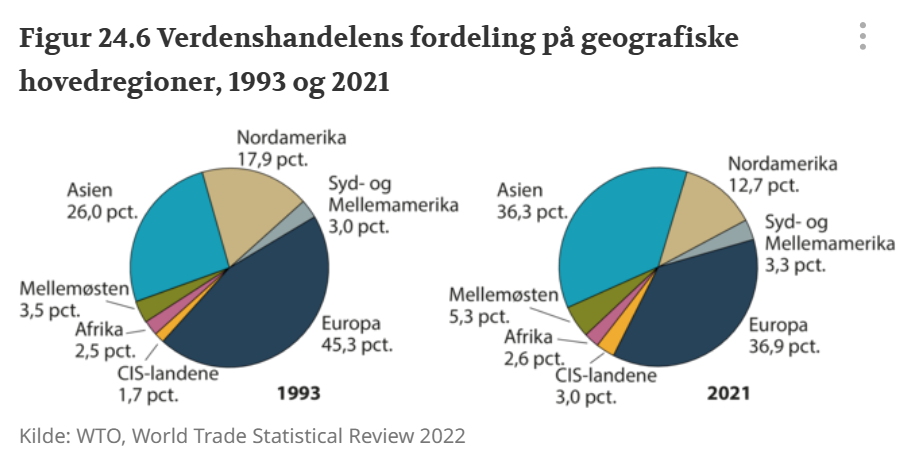 Figur 24.6 Verdenshandelens fordeling på geografiske
hovedregioner, 1993 og 2021
Nordamerika
17,9 pct.
Syd- og
Mellemamerika
3,0 pct.
Asien
26,0 pct.
Mellemøsten
3,5 pct.
Afrika
2,5 pct.
CIS-landene
1,7 pct.
Europa
45,3 pct.
1993
Nordamerika
12,7 pct.
Syd- og
Mellemamerika
3,3 pct.
Asien
36,3 pct.
Mellemøsten
5,3 pct.
Afrika
2,6 pct.
CIS-landene
3,0 pct.
Europa
36,9 pct.
2021
Kilde: WTO, World Trade Statistical Review 2022